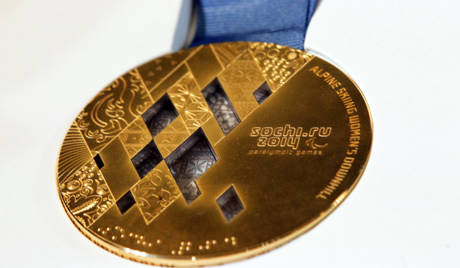 sochi.ru
2014
paralympic games
ALPINE SKIING WOMEN'S DOWNHILL